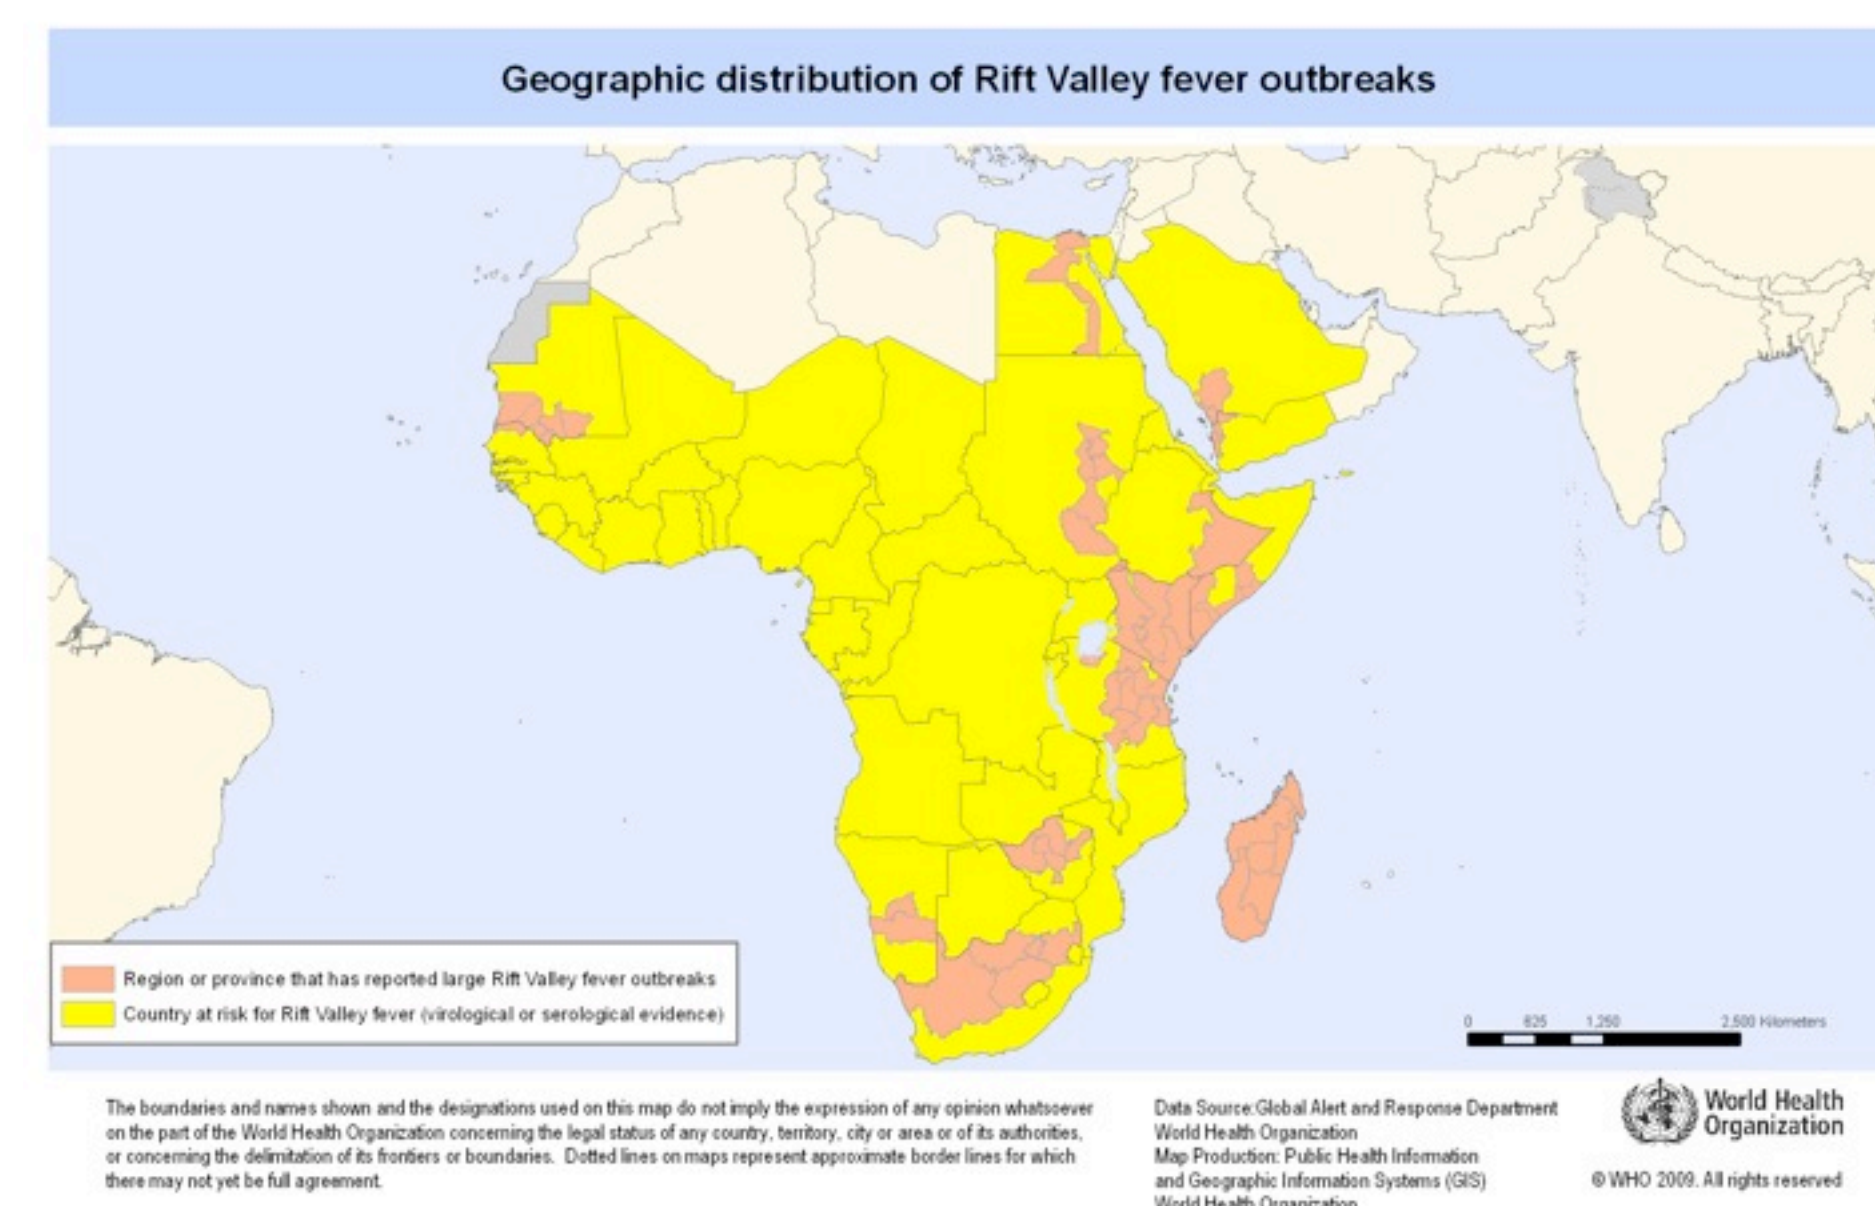 Geographic distribution of Rift Valley fever outbreaks
Region or province that has reported large Rift Valley fever outbreaks
Country at risk for Rift Valley fever (virological or serological evidence)
0 625 1,250 2,500 Kilometers
The boundaries and names shown and the designations used on this map do not imply the expression of any opinion whatsoever
on the part of the World Health Organization concerning the legal status of any country, territory, city or area or of its authorities,
or concerning the delimitation of its frontiers or boundaries. Dotted lines on maps represent approximate border lines for which
there may not yet be full agreement.
Data Source:Global Alert and Response Department
World Health Organization
Map Production: Public Health Information
and Geographic Information Systems (GIS)
World Health Organization
World Health
Organization
© WHO 2009. All rights reserved